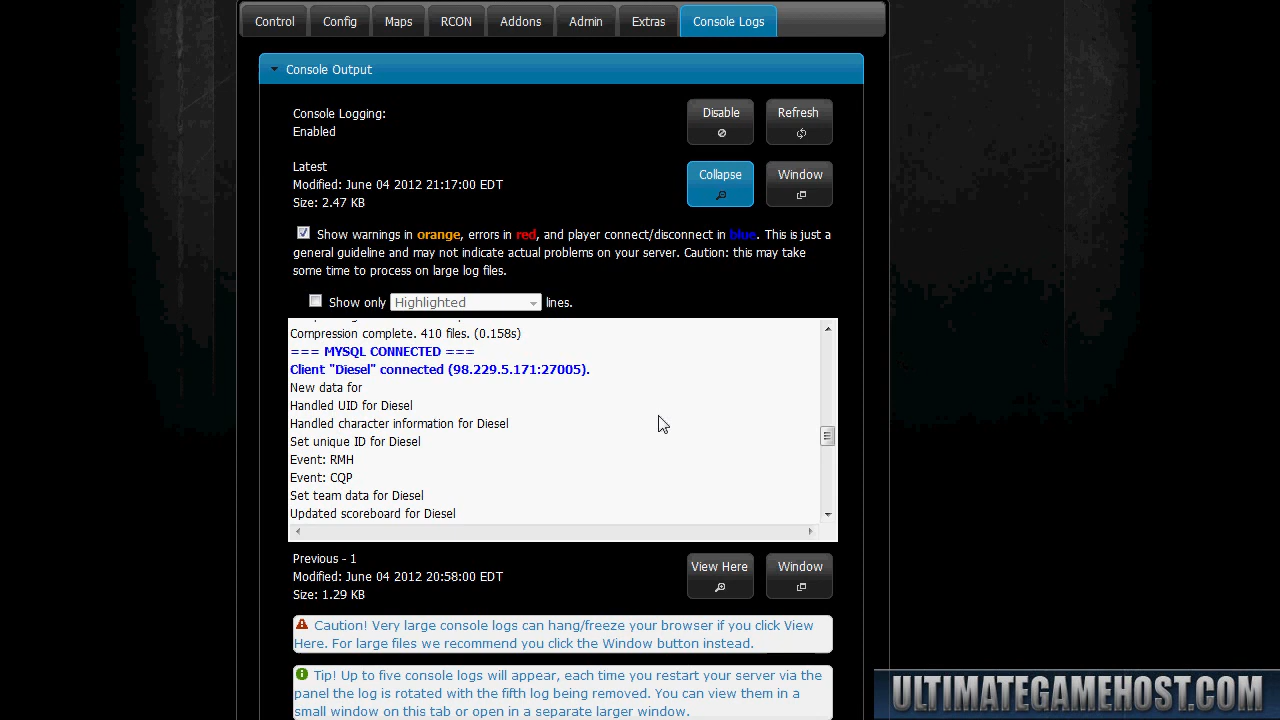 Control Config Maps RCON Addons Admin Extras Console Logs
Console Output
Console Logging:
Enabled
Disable
Refresh
Latest
Modified: June 04 2012 21:17:00 EDT
Size: 2.47 KB
Collapse
Window
Show warnings in orange, errors in red, and player connect/disconnect in blue. This is just a
general guideline and may not indicate actual problems on your server. Caution: this may take
some time to process on large log files.
Show only Highlighted lines.
Compression complete. 410 files. (0.158s)
=== MYSQL CONNECTED ===
Client "Diesel" connected (98.229.5.171:27005).
New data for
Handled UID for Diesel
Handled character information for Diesel
Set unique ID for Diesel
Event: RMH
Event: CQP
Set team data for Diesel
Updated scoreboard for Diesel
Previous - 1
Modified: June 04 2012 20:58:00 EDT
Size: 1.29 KB
View Here
Window
Caution! Very large console logs can hang/freeze your browser if you click View
Here. For large files we recommend you click the Window button instead.
Tip! Up to five console logs will appear, each time you restart your server via the
panel the log is rotated with the fifth log being removed. You can view them in a
small window on this tab or open in a separate larger window.
ULTIMATEGAMEHOST.COM